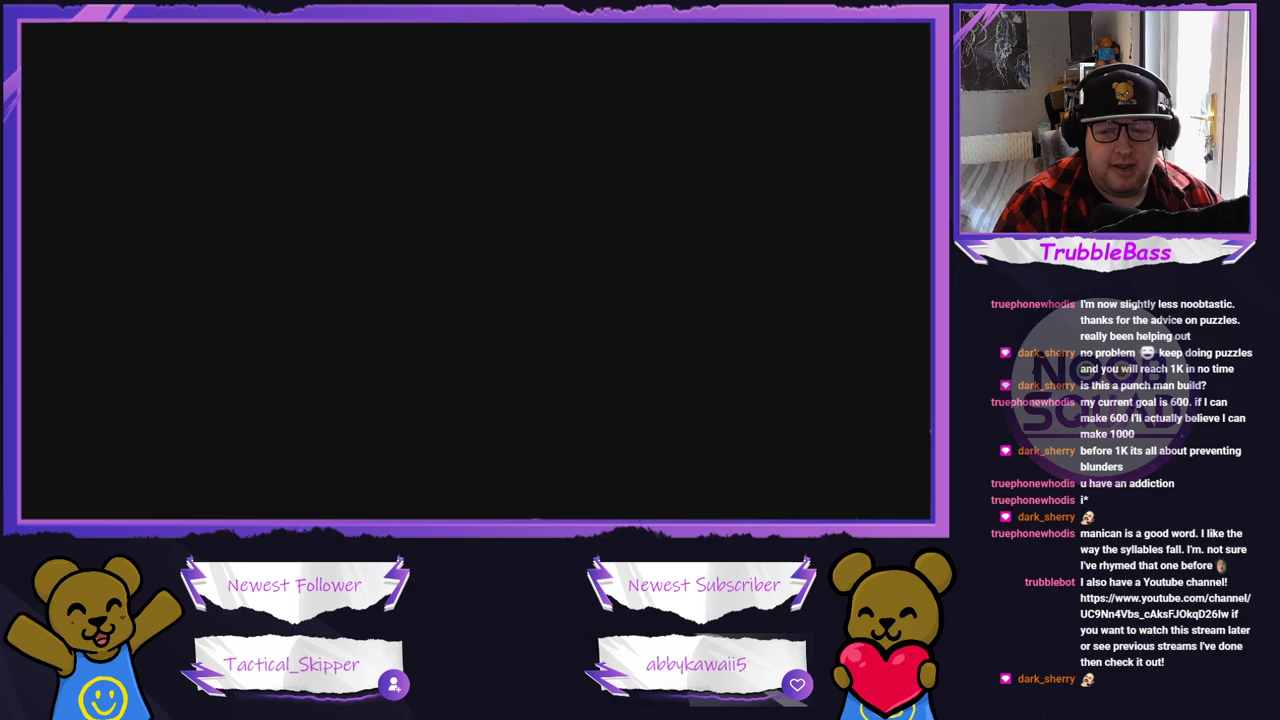 TrubbleBass
truephonewhodis I'm now slightly less noobtastic.
thanks for the advice on puzzles.
really been helping out
dark_sherry no problem keep doing puzzles
and you will reach 1K in no time
dark_sherry is this a punch man build?
truephonewhodis my current goal is 600. if I can
make 600 I'll actually believe I can
make 1000
dark_sherry before 1K its all about preventing
blunders
truephonewhodis u have an addiction
truephonewhodis i*
dark_sherry
truephonewhodis manican is a good word. I like the
way the syllables fall. I'm. not sure
I've rhymed that one before
trubblebot I also have a Youtube channel!
https://www.youtube.com/channel/
UC9Nn4Vbs_cAksFJOkqD26Iw if
you want to watch this stream later
or see previous streams I've done
then check it out!
dark_sherry
NOOB
SQUAD
Newest Follower
Tactical_Skipper
Newest Subscriber
abbykawaii5